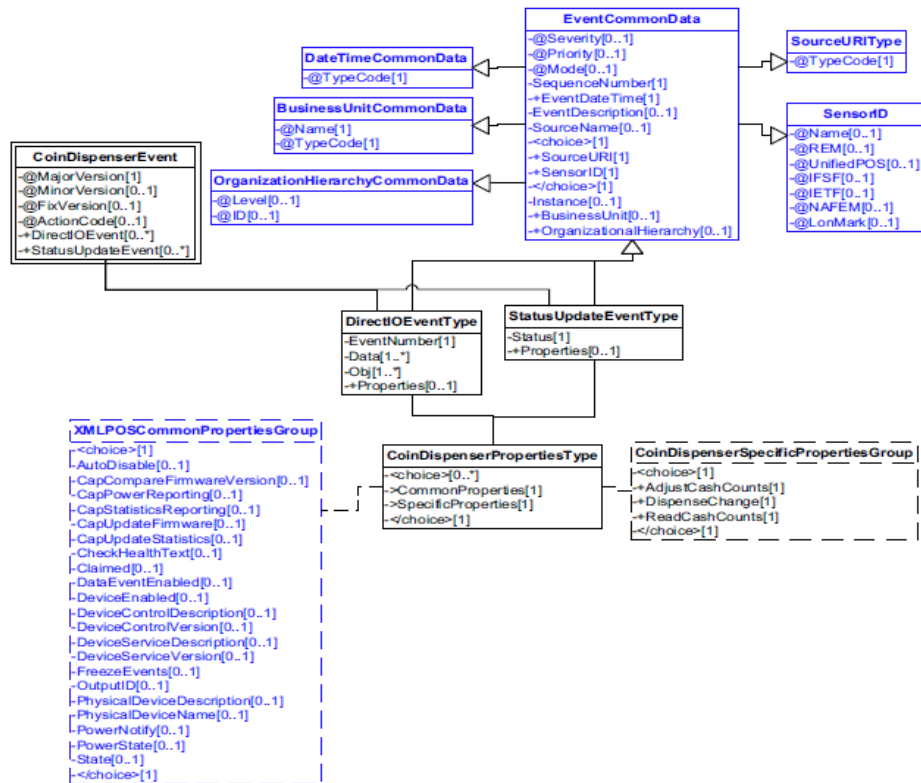 EventCommonData
-@Severity[0..1]
-@Priority[0..1]
-@Mode[0..1]
-SequenceNumber[1]
-+EventDateTime[1]
-EventDescription[0..1]
-SourceName[0..1]
-<choice>[1]
-+SourceURI[1]
-+SensorID[1]
-</choice>[1]
-Instance[0..1]
-+BusinessUnit[0..1]
-+OrganizationalHierarchy[0..1]
DateTimeCommonData
-@TypeCode[1]
BusinessUnitCommonData
-@Name[1]
-@TypeCode[1]
OrganizationHierarchyCommonData
-@Level[0..1]
-@ID[0..1]
SourceURIType
-@TypeCode[1]
SensorID
-@Name[0..1]
-@REM[0..1]
-@UnifiedPOS[0..1]
-@IFSF[0..1]
-@IETF[0..1]
-@NAFEM[0..1]
-@LonMark[0..1]
CoinDispenserEvent
-@MajorVersion[1]
-@MinorVersion[0..1]
-@FixVersion[0..1]
-@ActionCode[0..1]
-+DirectIOEvent[0..*]
-+StatusUpdateEvent[0..*]
DirectIOEventType
-EventNumber[1]
-Data[1..*]
-Obj[1..*]
-+Properties[0..1]
StatusUpdateEventType
-Status[1]
-+Properties[0..1]
XMLPOSCommonPropertiesGroup
-<choice>[1]
-AutoDisable[0..1]
-CapCompareFirmwareVersion[0..1]
-CapPowerReporting[0..1]
-CapStatisticsReporting[0..1]
-CapUpdateFirmware[0..1]
-CapUpdateStatistics[0..1]
-CheckHealthText[0..1]
-Claimed[0..1]
-DataEventEnabled[0..1]
-DeviceEnabled[0..1]
-DeviceControlDescription[0..1]
-DeviceControlVersion[0..1]
-DeviceServiceDescription[0..1]
-DeviceServiceVersion[0..1]
-FreezeEvents[0..1]
-OutputID[0..1]
-PhysicalDeviceDescription[0..1]
-PhysicalDeviceName[0..1]
-PowerNotify[0..1]
-PowerState[0..1]
-State[0..1]
-</choice>[1]
CoinDispenserPropertiesType
-<choice>[0..*]
->CommonProperties[1]
->SpecificProperties[1]
-</choice>[1]
CoinDispenserSpecificPropertiesGroup
-<choice>[1]
-+AdjustCashCounts[1]
-+DispenseChange[1]
-+ReadCashCounts[1]
-</choice>[1]